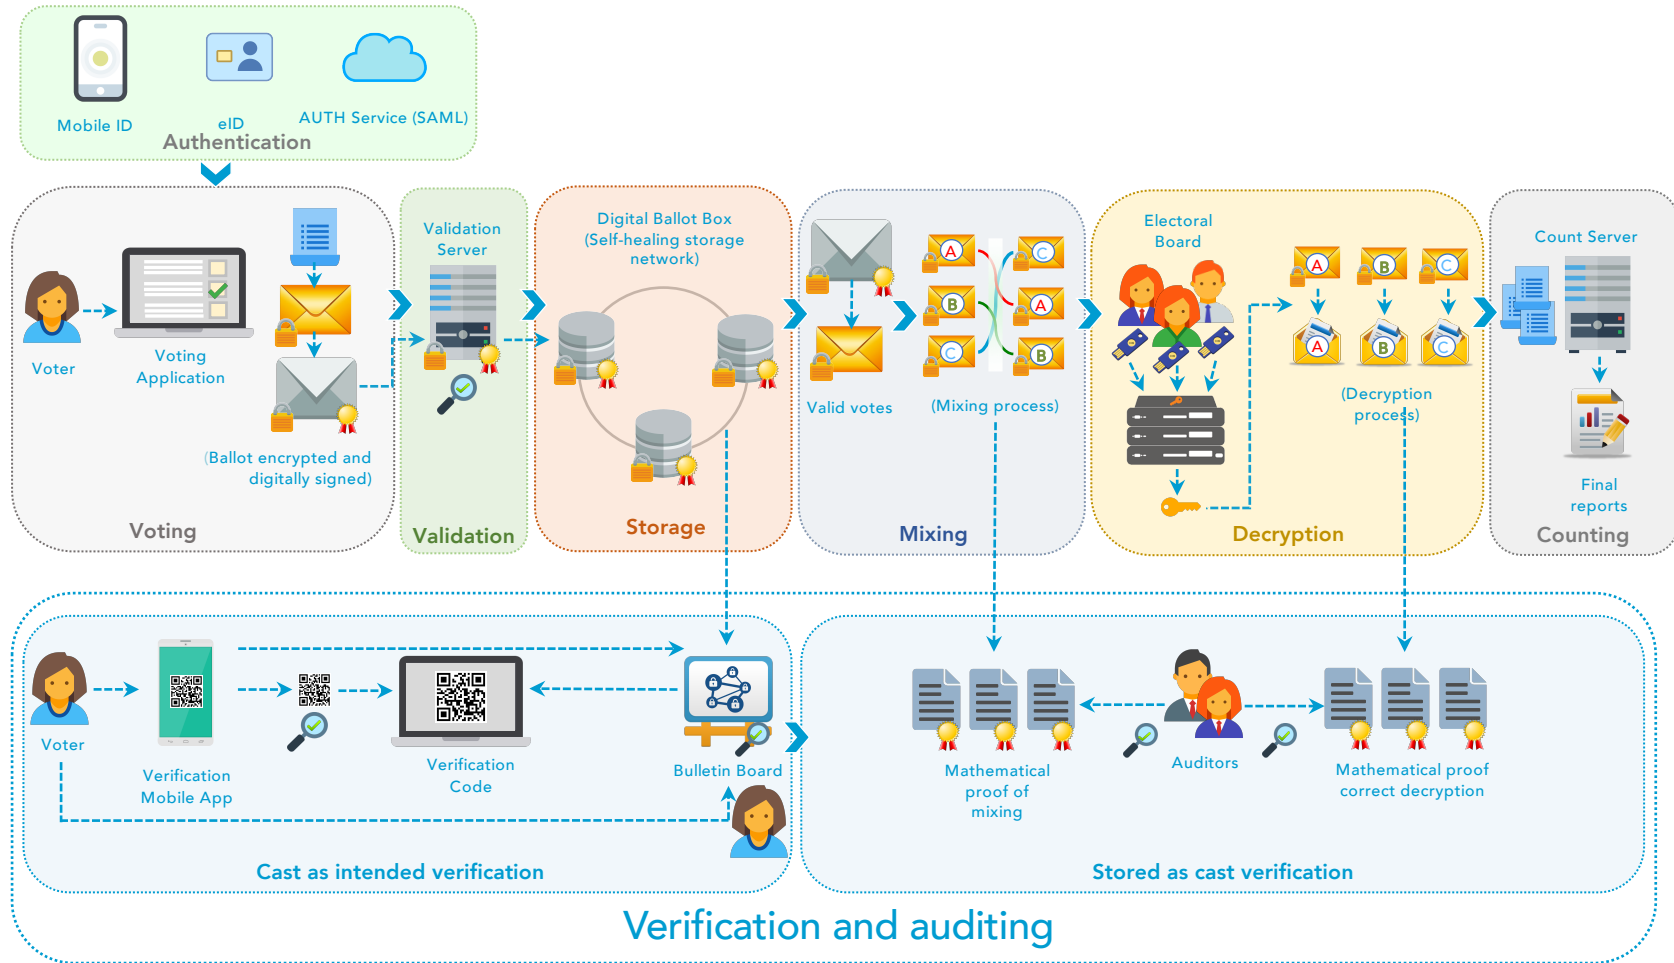 Mobile ID
eID
AUTH Service (SAML)
Authentication
Voter
Voting
Application
(Ballot encrypted and
digitally signed)
Voting
Validation
Server
Validation
Digital Ballot Box
(Self-healing storage
network)
Storage
Valid votes
A
B
C
C
A
B
(Mixing process)
Mixing
Electoral
Board
A
B
C
A
B
C
(Decryption
process)
Decryption
Count Server
Final
reports
Counting
Voter
Verification
Mobile App
Verification
Code
Bulletin Board
Cast as intended verification
Mathematical
proof of
mixing
Auditors
Mathematical proof
correct decryption
Stored as cast verification
Verification and auditing